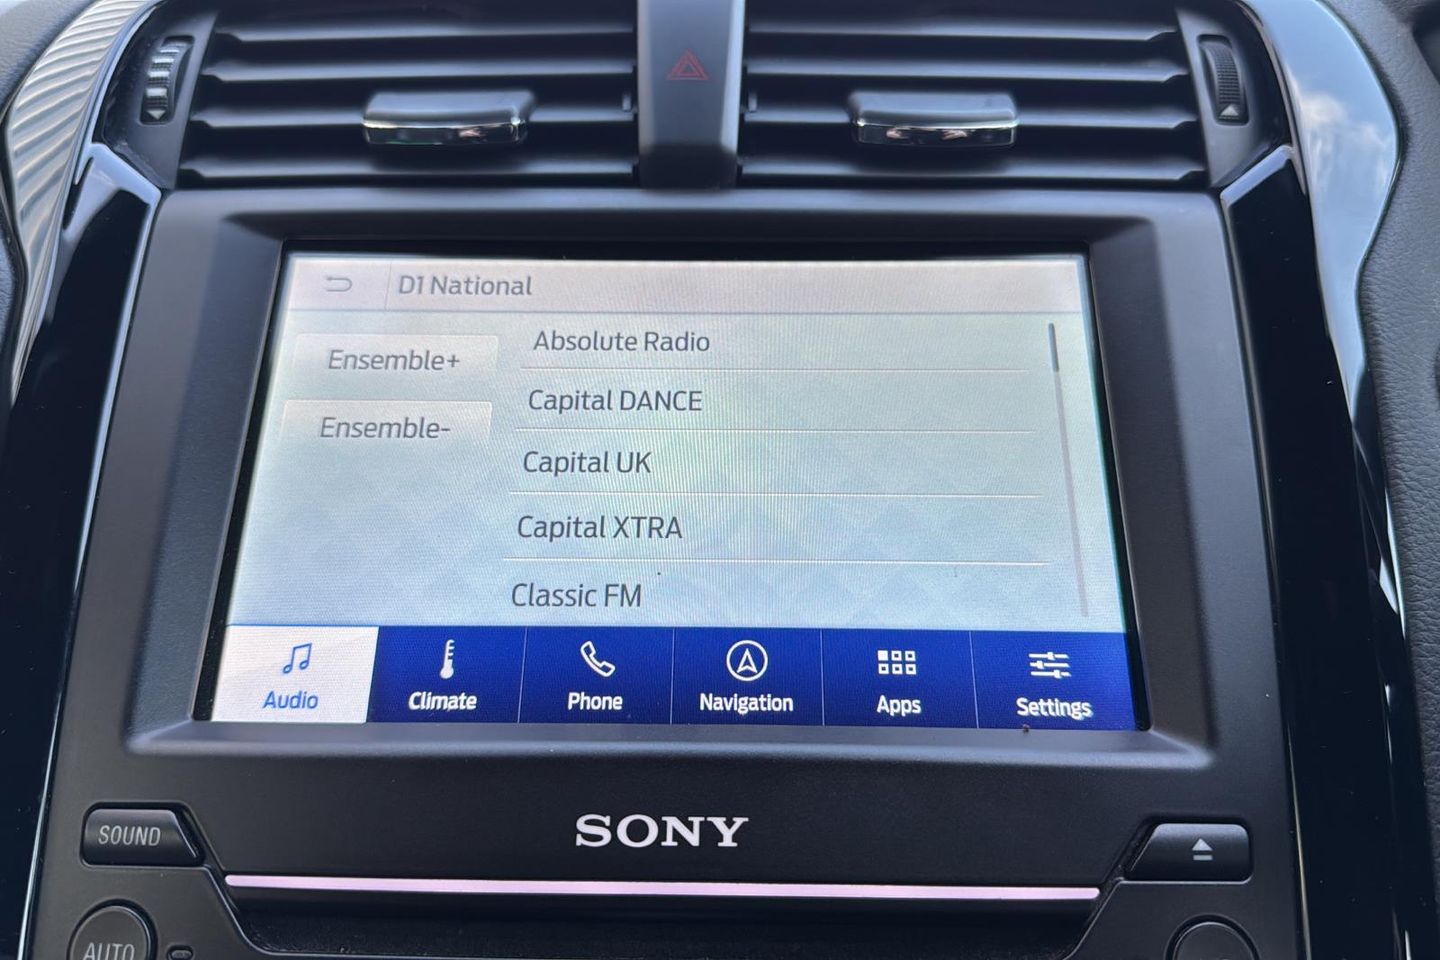 D1 National
Ensemble+
Ensemble-
Absolute Radio
Capital DANCE
Capital UK
Capital XTRA
Classic FM
Audio
Climate
Phone
Navigation
Apps
Settings
SONY
SOUND
AUTO